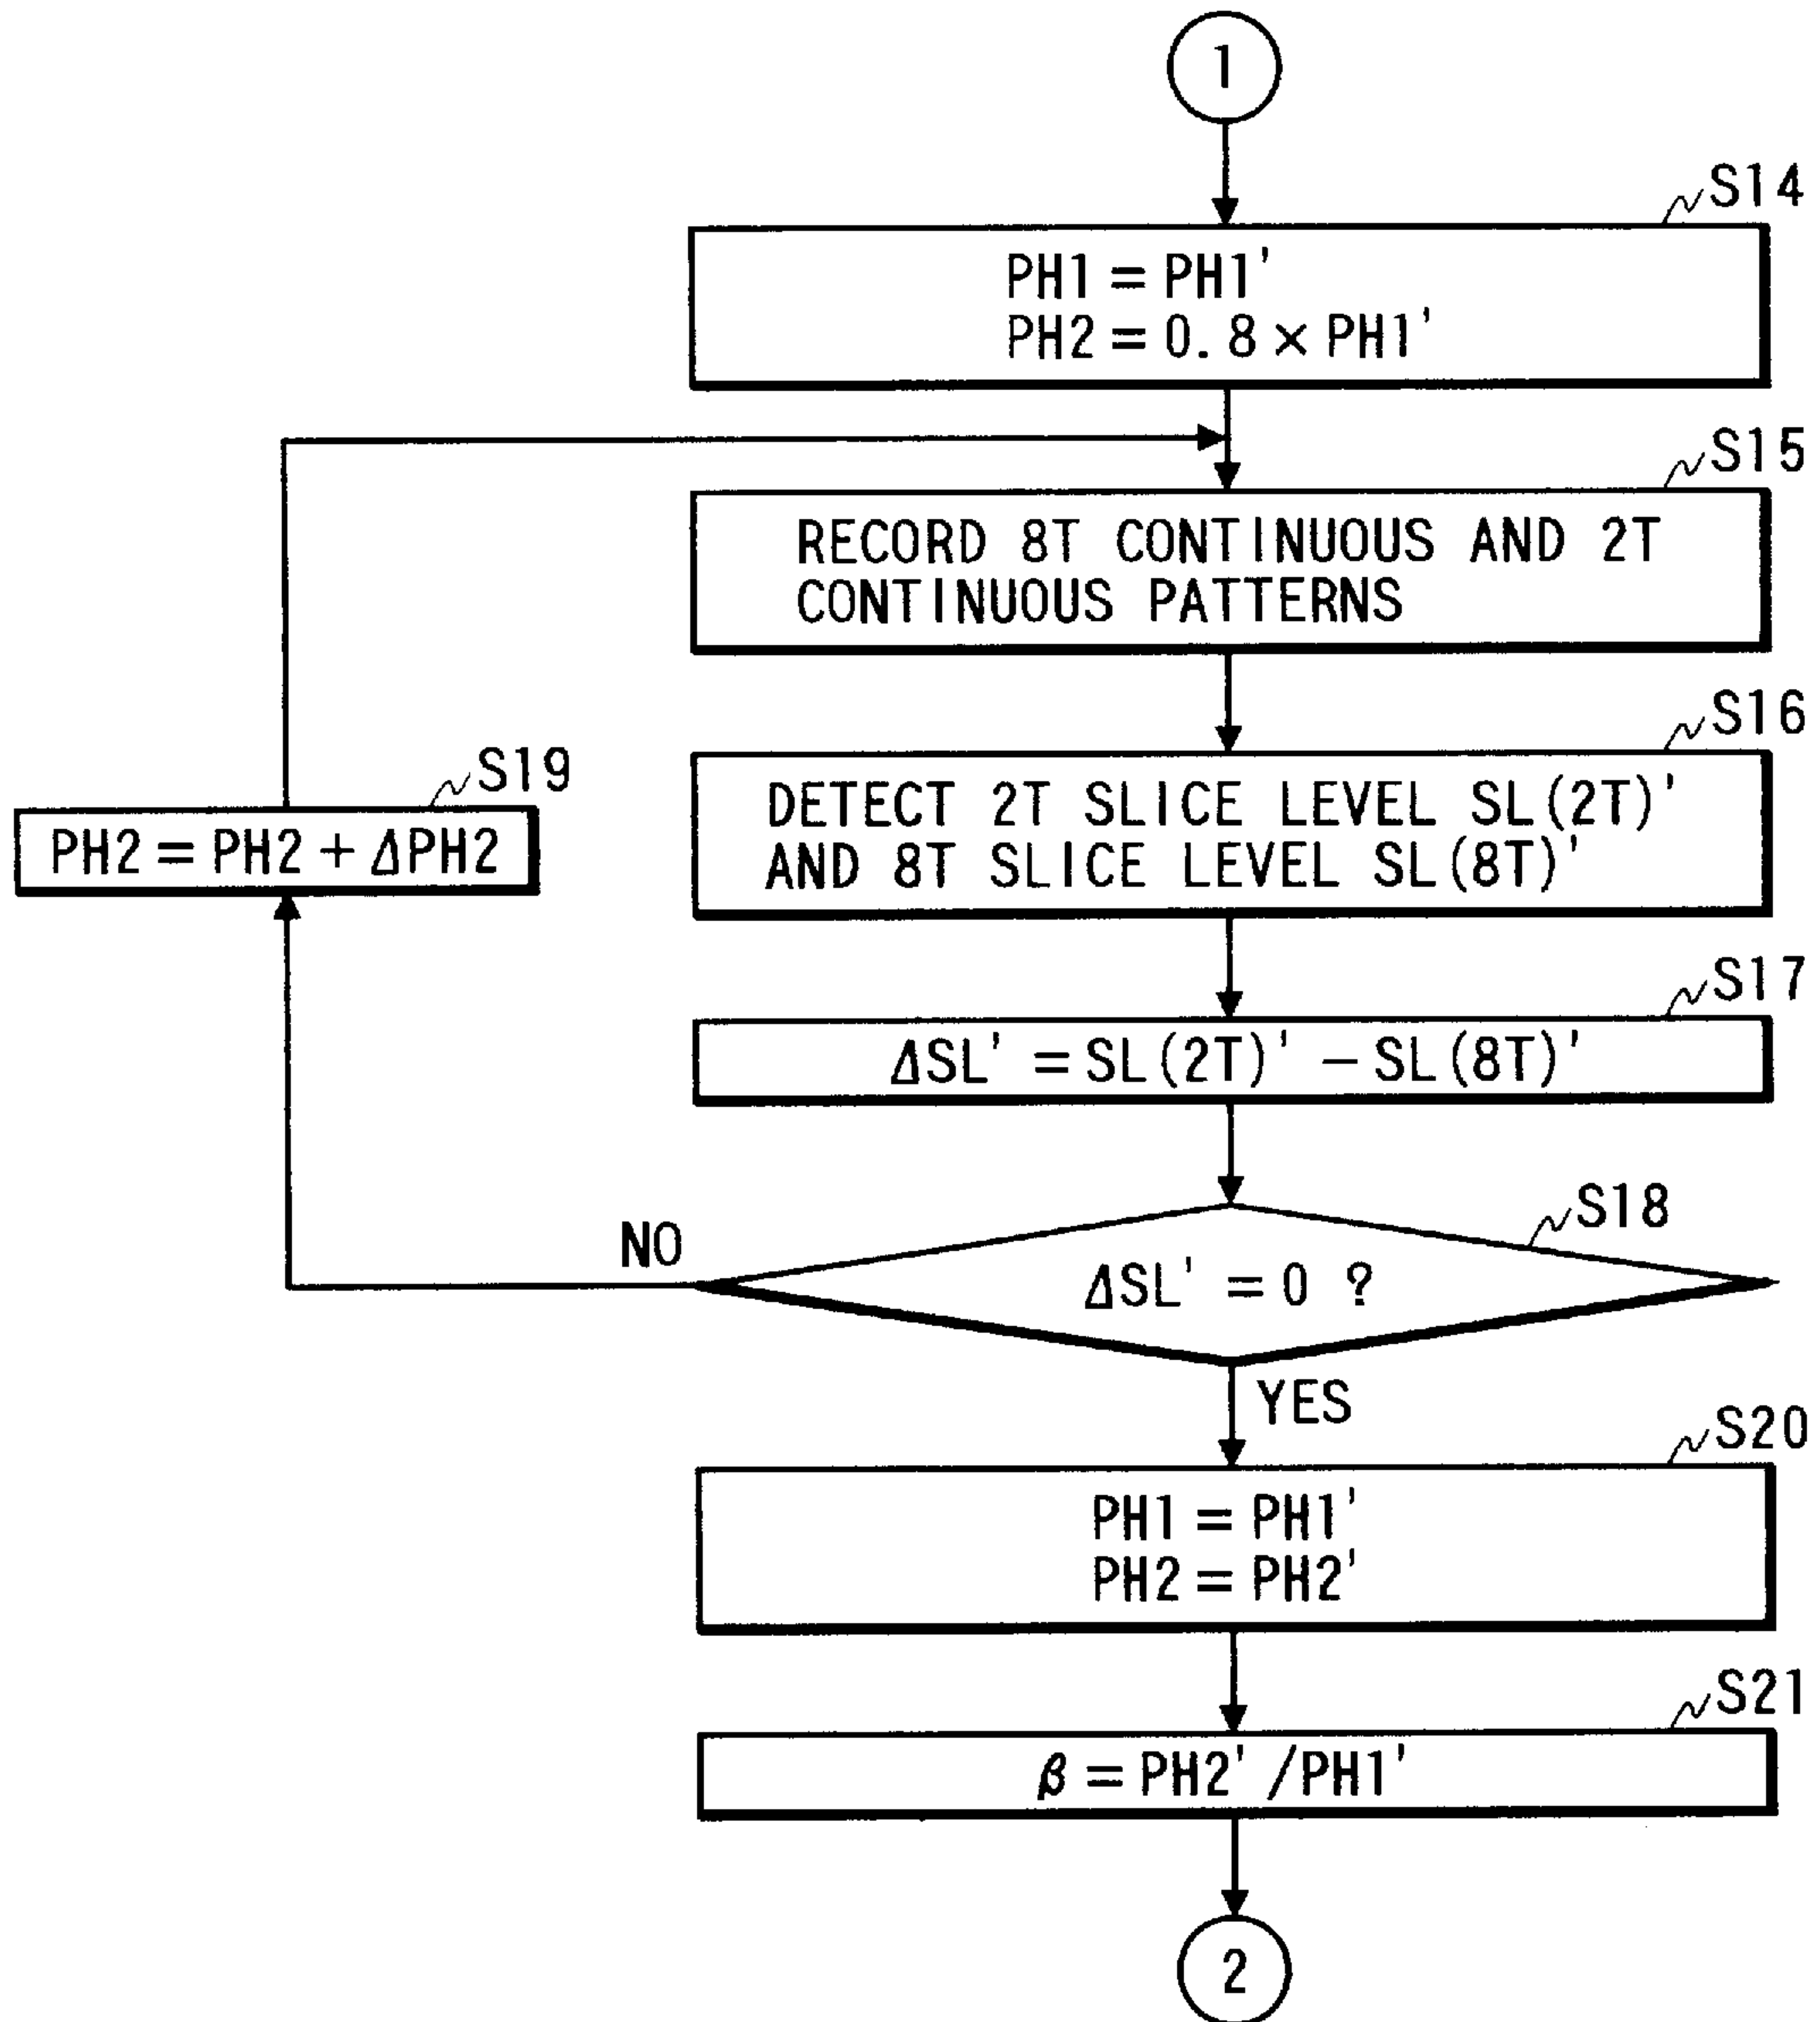 1
S14
PH1 = PH1'
PH2 = 0.8 × PH1'
S15
RECORD 8T CONTINUOUS AND 2T
CONTINUOUS PATTERNS
S16
DETECT 2T SLICE LEVEL SL(2T)'
AND 8T SLICE LEVEL SL(8T)'
S19
PH2 = PH2 + ΔPH2
S17
ΔSL' = SL(2T)' − SL(8T)'
S18
ΔSL' = 0 ?
NO
YES
S20
PH1 = PH1'
PH2 = PH2'
S21
β = PH2' /PH1'
2